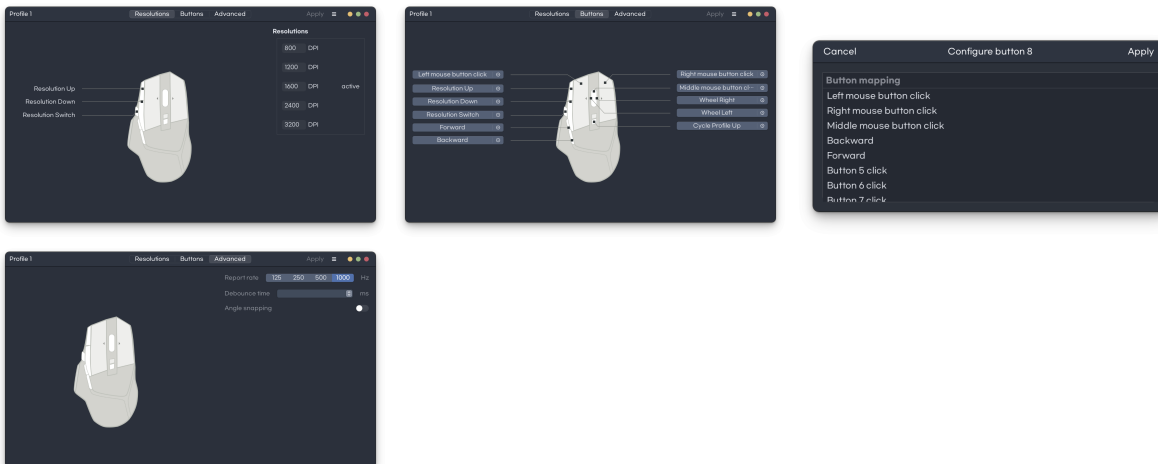 Profile 1 Resolutions Buttons Advanced Apply
Resolutions
800 DPI
1200 DPI
1600 DPI active
2400 DPI
3200 DPI
Resolution Up
Resolution Down
Resolution Switch
Profile 1 Resolutions Buttons Advanced Apply
Left mouse button click
Resolution Up
Resolution Down
Resolution Switch
Forward
Backward
Right mouse button click
Middle mouse button cl…
Wheel Right
Wheel Left
Cycle Profile Up
Cancel Configure button 8 Apply
Button mapping
Left mouse button click
Right mouse button click
Middle mouse button click
Backward
Forward
Button 5 click
Button 6 click
Button 7 click
Profile 1 Resolutions Buttons Advanced Apply
Report rate 125 250 500 1000 Hz
Debounce time ms
Angle snapping